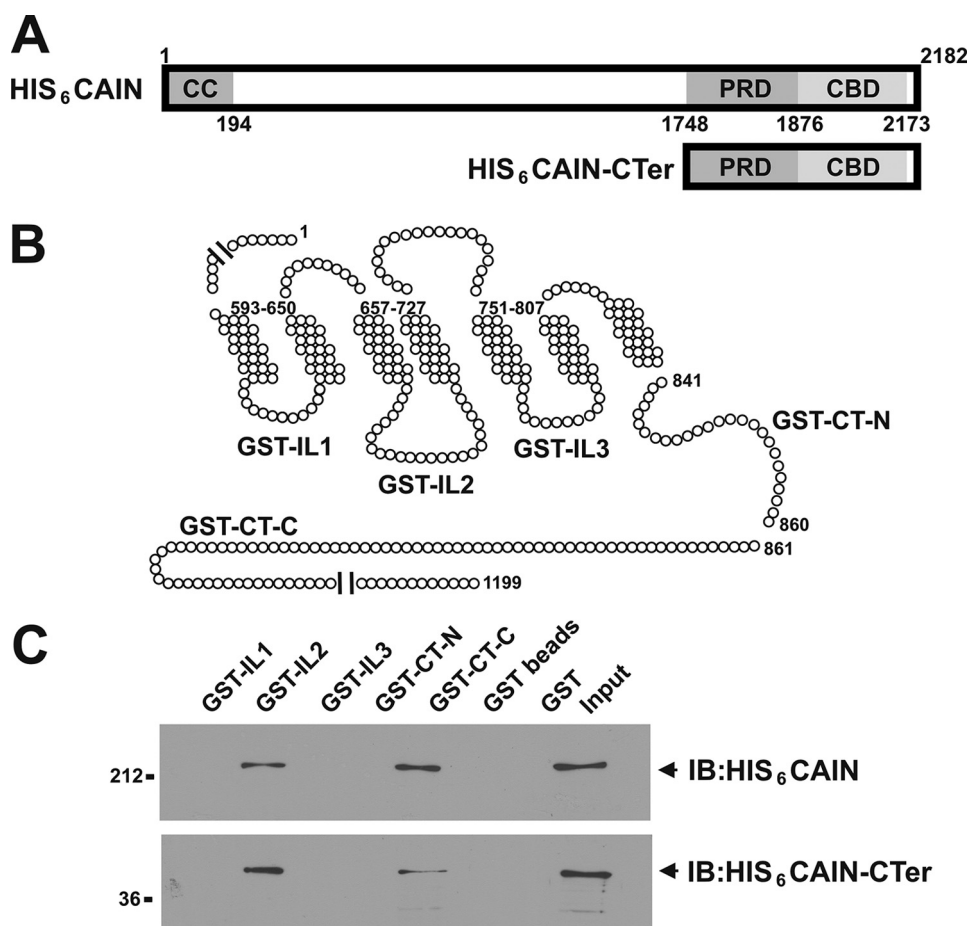 A
1
2182
HIS6CAIN
CC
PRD
CBD
194
1748
1876
2173
HIS6CAIN-CTer
PRD
CBD
B
1
593-650
657-727
751-807
841
GST-CT-N
GST-IL1
GST-IL3
GST-IL2
860
GST-CT-C
861
1199
C
GST-IL1
GST-IL2
GST-IL3
GST-CT-N
GST-CT-C
GST beads
GST
Input
212
IB:HIS6CAIN
36
IB:HIS6CAIN-CTer